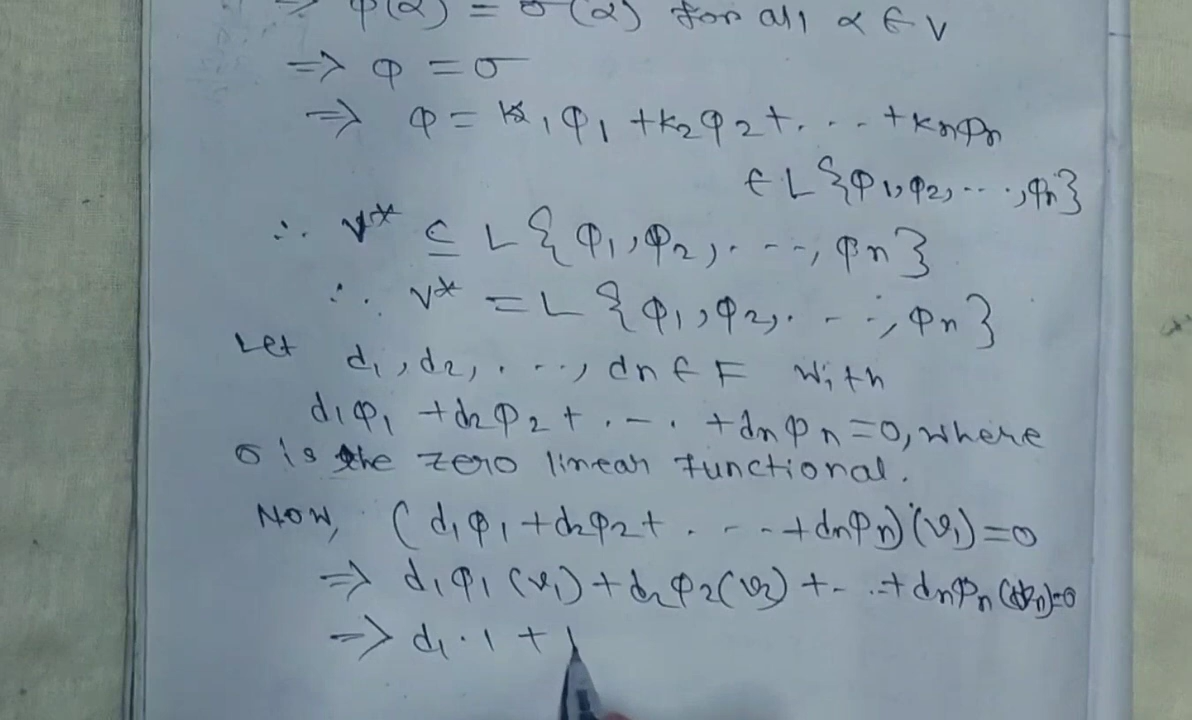 => φ(α) = σ(α) for all α ∈ V
=> φ = σ
=> φ = k₁φ₁ + k₂φ₂ + . . . + kₙφₙ
∈ L{φ₁, φ₂, ---, φₙ}
∴ V* ⊆ L{φ₁, φ₂, . ---, φₙ}
∴ V* = L{φ₁, φ₂, . ---, φₙ}
Let d₁, d₂, . --, dₙ ∈ F with
d₁φ₁ + d₂φ₂ + . - . + dₙφₙ = 0, where
0 is the zero linear functional.
Now, (d₁φ₁ + d₂φ₂ + . --- + dₙφₙ)(v₁) = 0
=> d₁φ₁(v₁) + d₂φ₂(v₂) + - . . + dₙφₙ(vₙ) = 0
=> d₁ . 1 +